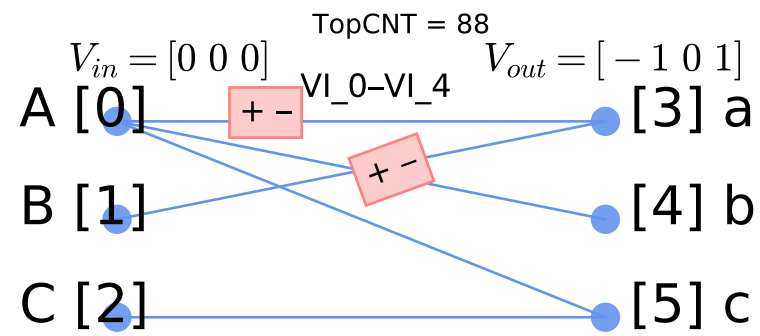 TopCNT = 88
V_in = [0 0 0]
V_out = [ − 1 0 1]
VI_0–VI_4
A [0]
+ −
[3] a
+ −
B [1]
[4] b
C [2]
[5] c